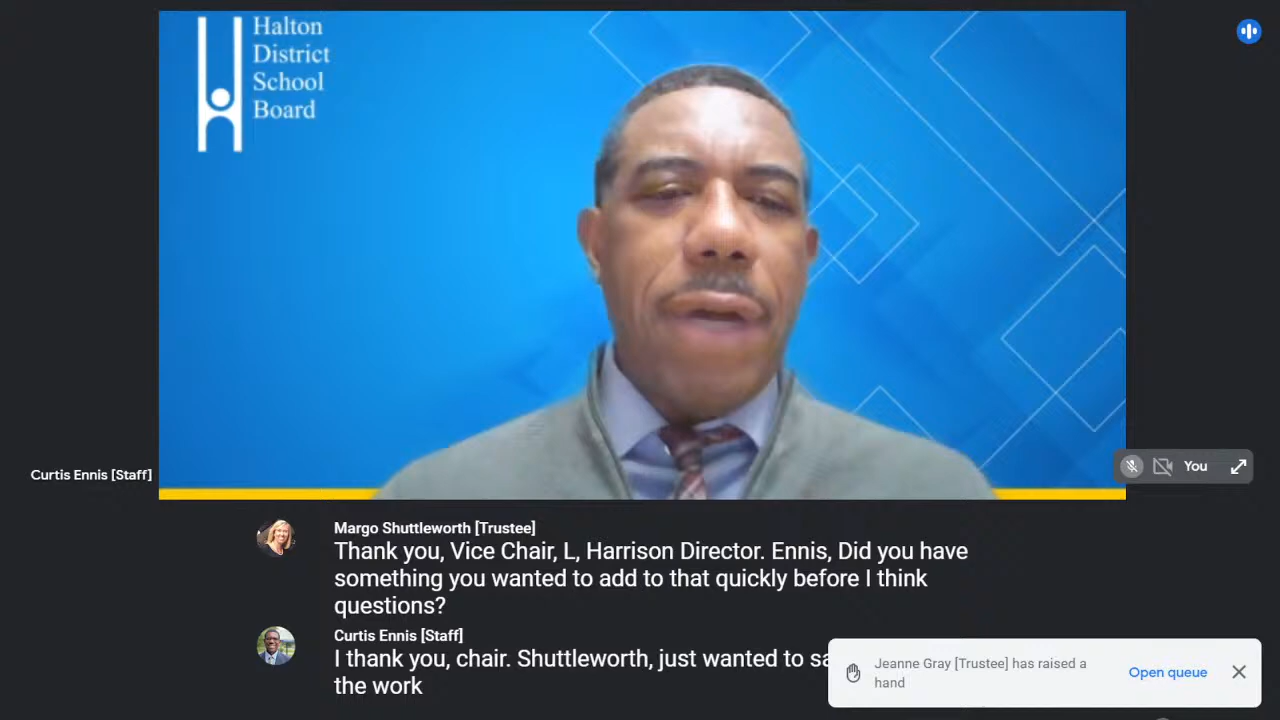 Halton
District
School
Board
Curtis Ennis [Staff]
You
Margo Shuttleworth [Trustee]
Thank you, Vice Chair, L, Harrison Director. Ennis, Did you have
something you wanted to add to that quickly before I think
questions?
Curtis Ennis [Staff]
I thank you, chair. Shuttleworth, just wanted to
the work
Jeanne Gray [Trustee] has raised a
hand
Open queue